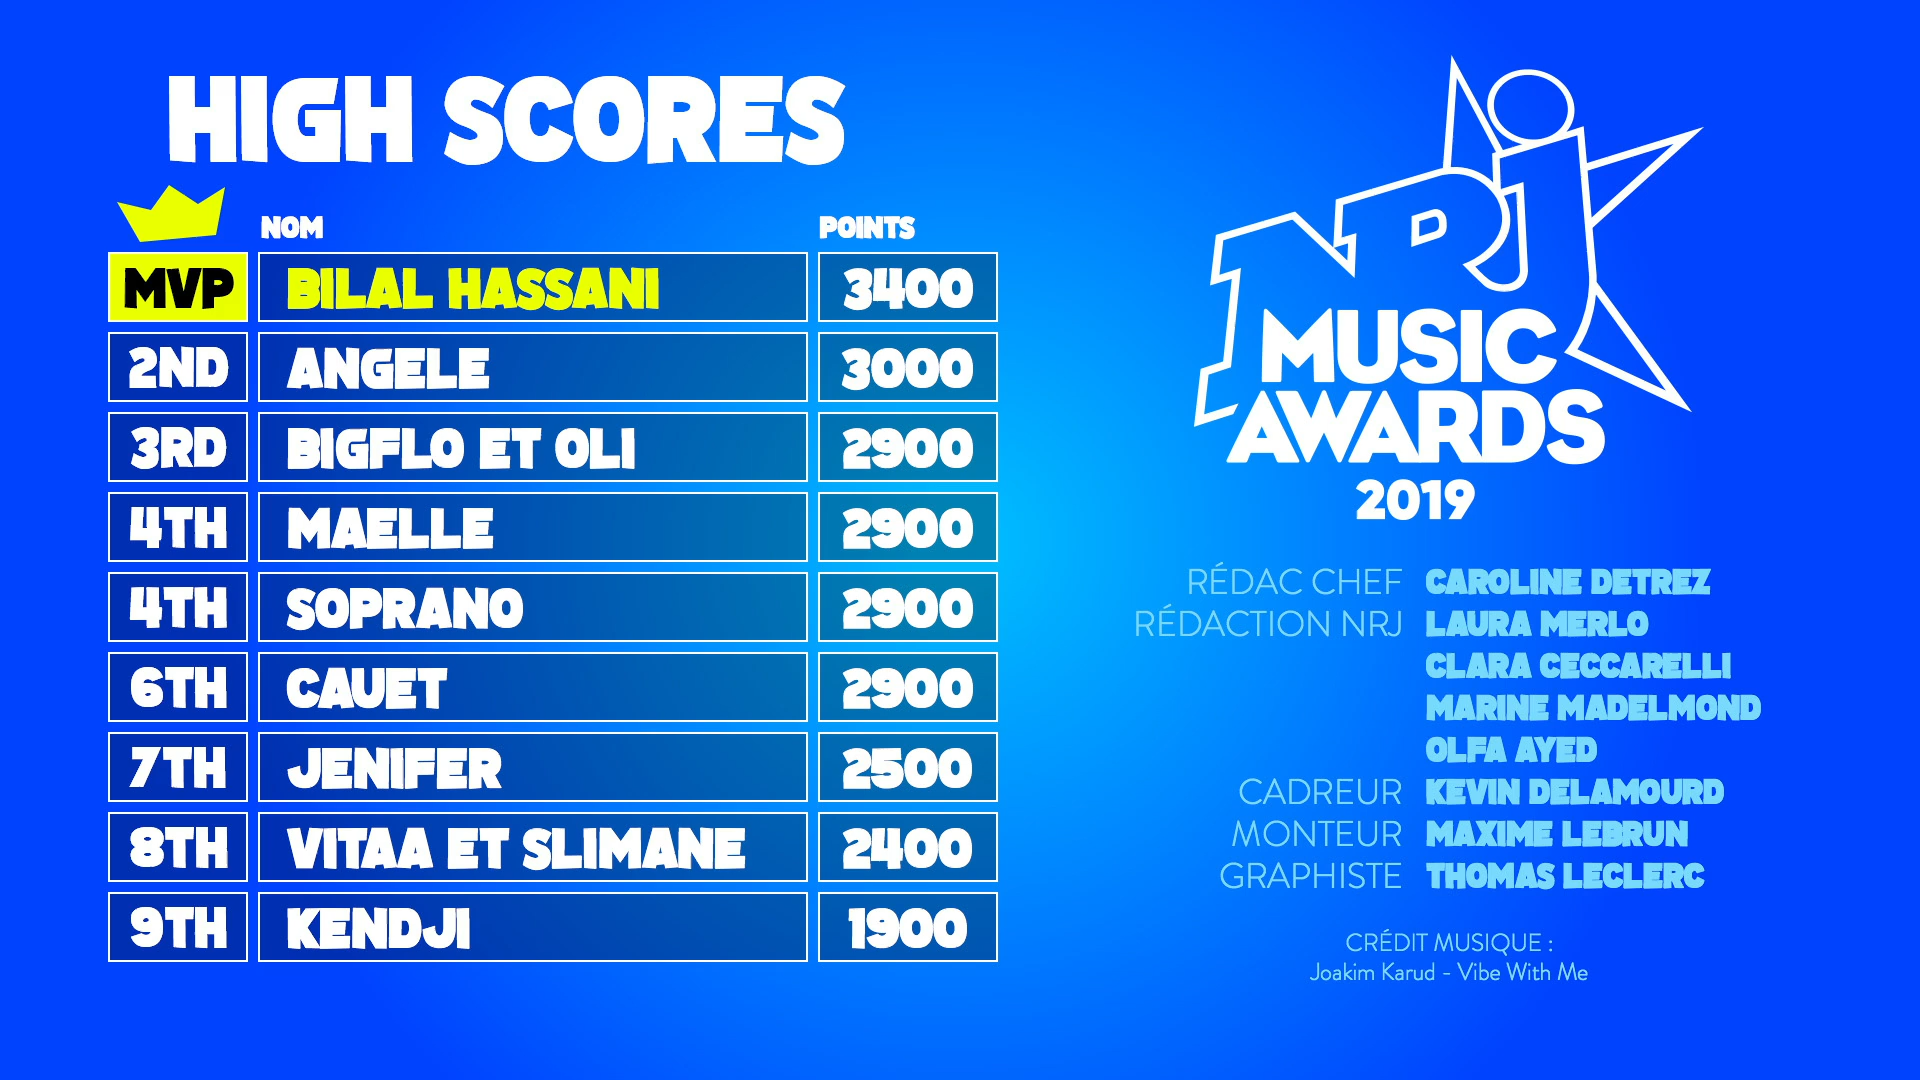 HIGH SCORES
NOM POINTS
MVP BILAL HASSANI 3400
2ND ANGELE 3000
3RD BIGFLO ET OLI 2900
4TH MAELLE 2900
4TH SOPRANO 2900
6TH CAUET 2900
7TH JENIFER 2500
8TH VITAA ET SLIMANE 2400
9TH KENDJI 1900
NRJ
MUSIC
AWARDS
2019
RÉDAC CHEF CAROLINE DETREZ
RÉDACTION NRJ LAURA MERLO
CLARA CECCARELLI
MARINE MADELMOND
OLFA AYED
CADREUR KEVIN DELAMOURD
MONTEUR MAXIME LEBRUN
GRAPHISTE THOMAS LECLERC
CRÉDIT MUSIQUE :
Joakim Karud - Vibe With Me